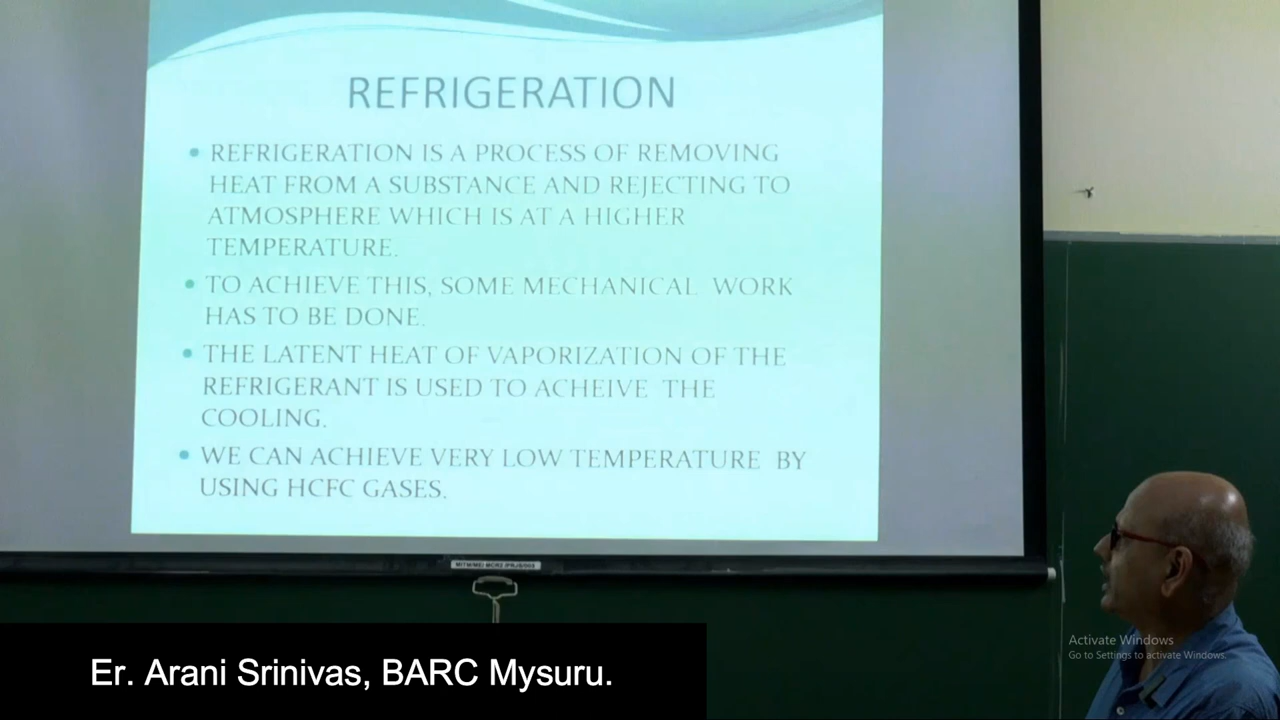 REFRIGERATION
• REFRIGERATION IS A PROCESS OF REMOVING
HEAT FROM A SUBSTANCE AND REJECTING TO
ATMOSPHERE WHICH IS AT A HIGHER
TEMPERATURE.
• TO ACHIEVE THIS, SOME MECHANICAL WORK
HAS TO BE DONE.
• THE LATENT HEAT OF VAPORIZATION OF THE
REFRIGERANT IS USED TO ACHEIVE THE
COOLING.
• WE CAN ACHIEVE VERY LOW TEMPERATURE BY
USING HCFC GASES.
Activate Windows
Go to Settings to activate Windows.
Er. Arani Srinivas, BARC Mysuru.